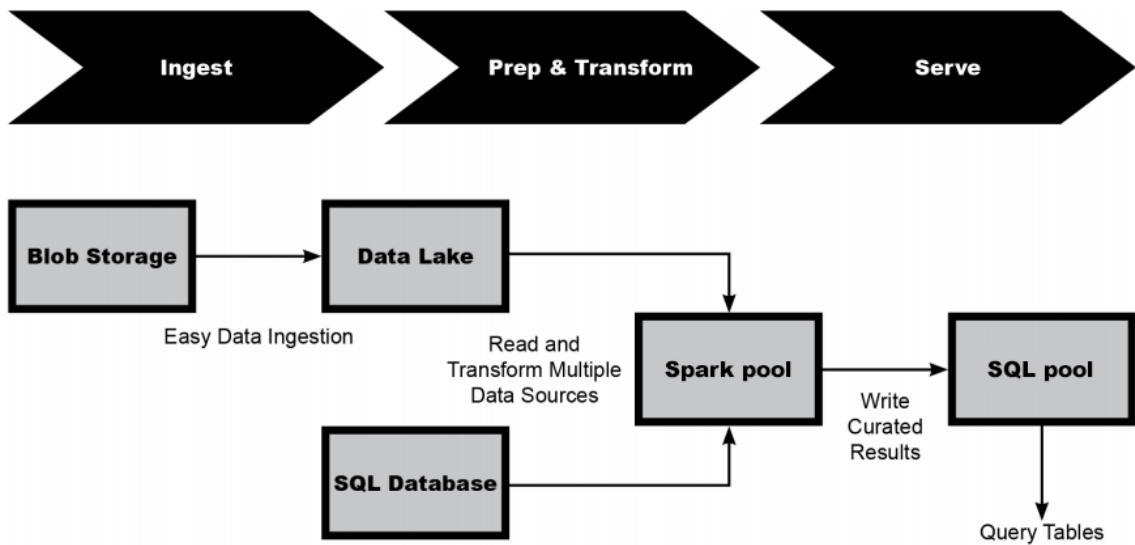 Ingest
Prep & Transform
Serve
Blob Storage
Data Lake
Easy Data Ingestion
Read and
Transform Multiple
Data Sources
Spark pool
SQL pool
Write
Curated
Results
SQL Database
Query Tables